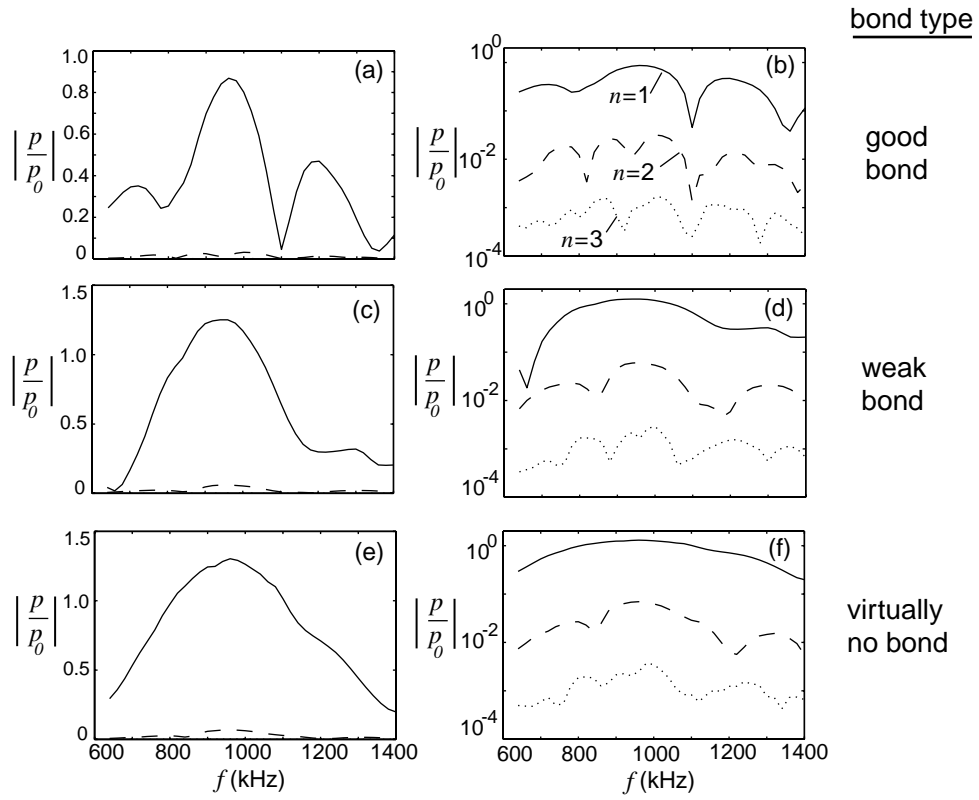 bond type
(a)
1.0
0.8
0.6
0.4
0.2
0
| p/p0 |
(b)
10^0
10^-2
10^-4
| p/p0 |
n=1
n=2
n=3
good
bond
(c)
1.5
1.0
0.5
0
| p/p0 |
(d)
10^0
10^-2
10^-4
| p/p0 |
weak
bond
(e)
1.5
1.0
0.5
0
| p/p0 |
600 800 1000 1200 1400
f (kHz)
(f)
10^0
10^-2
10^-4
| p/p0 |
600 800 1000 1200 1400
f (kHz)
virtually
no bond